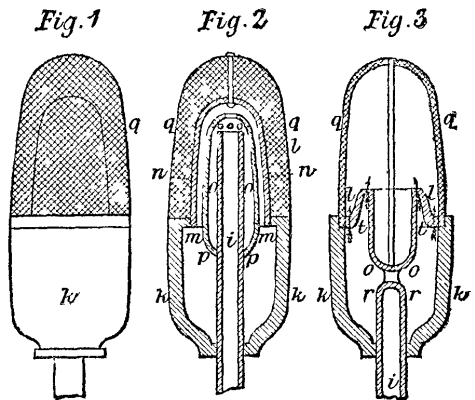 Fig. 1 Fig. 2 Fig. 3
q q q q q
l
n n
o o l t t l
m i m
p p o o
k k k k r r k
i